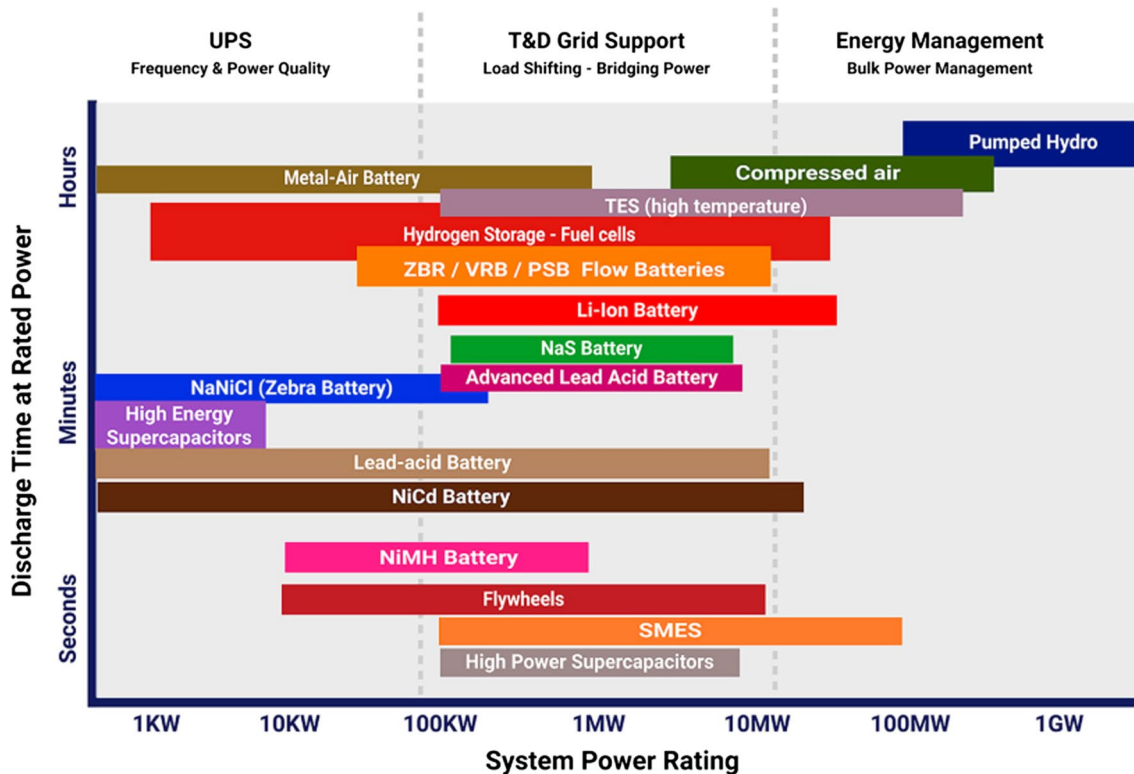 UPS
Frequency & Power Quality
T&D Grid Support
Load Shifting - Bridging Power
Energy Management
Bulk Power Management
Discharge Time at Rated Power
Hours
Minutes
Seconds
Pumped Hydro
Compressed air
Metal-Air Battery
TES (high temperature)
Hydrogen Storage - Fuel cells
ZBR / VRB / PSB Flow Batteries
Li-Ion Battery
NaS Battery
Advanced Lead Acid Battery
NaNiCl (Zebra Battery)
High Energy
Supercapacitors
Lead-acid Battery
NiCd Battery
NiMH Battery
Flywheels
SMES
High Power Supercapacitors
1KW 10KW 100KW 1MW 10MW 100MW 1GW
System Power Rating